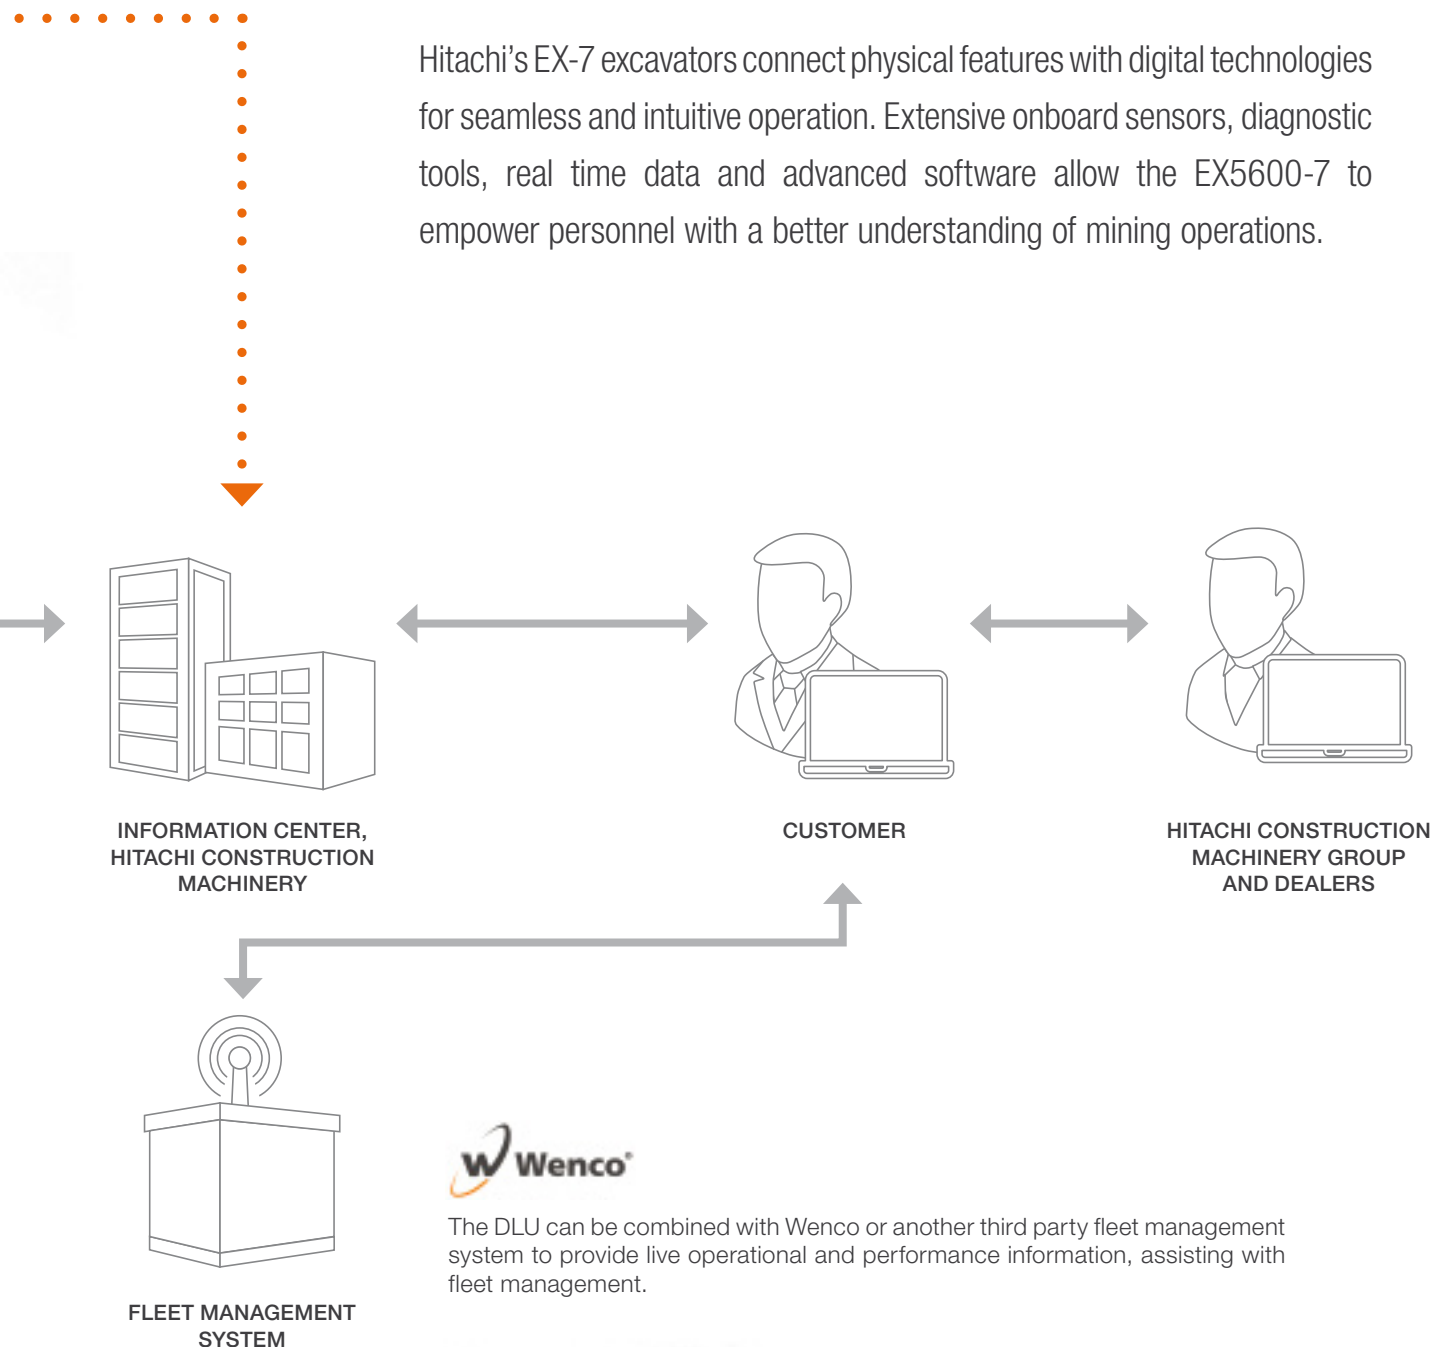 Hitachi’s EX-7 excavators connect physical features with digital technologies
for seamless and intuitive operation. Extensive onboard sensors, diagnostic
tools, real time data and advanced software allow the EX5600-7 to
empower personnel with a better understanding of mining operations.
INFORMATION CENTER,
HITACHI CONSTRUCTION
MACHINERY
CUSTOMER
HITACHI CONSTRUCTION
MACHINERY GROUP
AND DEALERS
W Wenco®
The DLU can be combined with Wenco or another third party fleet management
system to provide live operational and performance information, assisting with
fleet management.
FLEET MANAGEMENT
SYSTEM